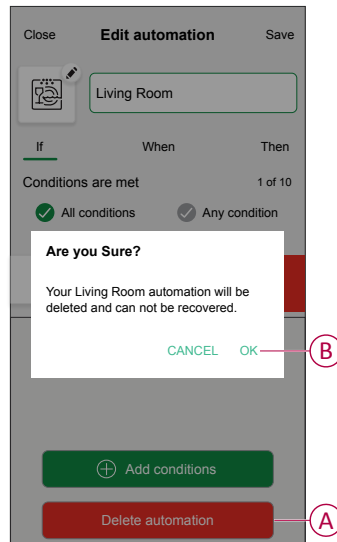 Close Edit automation Save
Living Room
If When Then
Conditions are met 1 of 10
All conditions Any condition
Are you Sure?
Your Living Room automation will be
deleted and can not be recovered.
CANCEL OK
B
Add conditions
Delete automation
A